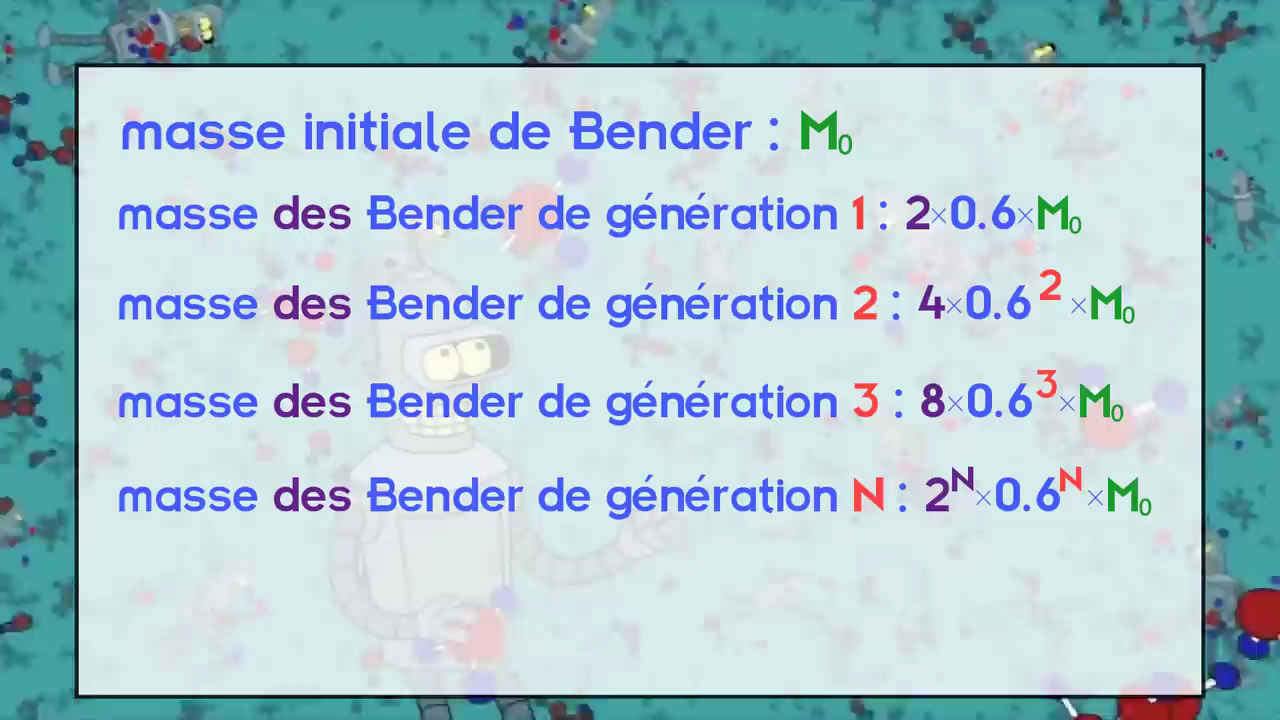 masse initiale de Bender : M₀
masse des Bender de génération 1 : 2×0.6×M₀
masse des Bender de génération 2 : 4×0.6² ×M₀
masse des Bender de génération 3 : 8×0.6³×M₀
masse des Bender de génération N : 2ᴺ×0.6ᴺ ×M₀